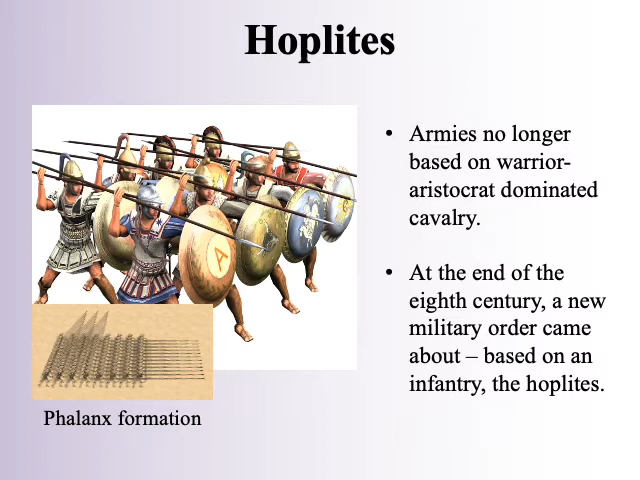 Hoplites
• Armies no longer
based on warrior-
aristocrat dominated
cavalry.
• At the end of the
eighth century, a new
military order came
about – based on an
infantry, the hoplites.
A
Phalanx formation